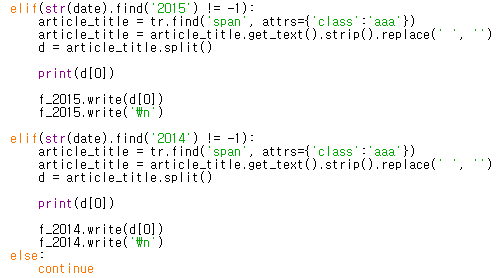 elif(str(date).find('2015') != -1):
    article_title = tr.find('span', attrs={'class':'aaa'})
    article_title = article_title.get_text().strip().replace(' ', '')
    d = article_title.split()

    print(d[0])

    f_2015.write(d[0])
    f_2015.write('₩n')

elif(str(date).find('2014') != -1):
    article_title = tr.find('span', attrs={'class':'aaa'})
    article_title = article_title.get_text().strip().replace(' ', '')
    d = article_title.split()

    print(d[0])

    f_2014.write(d[0])
    f_2014.write('₩n')
else:
    continue